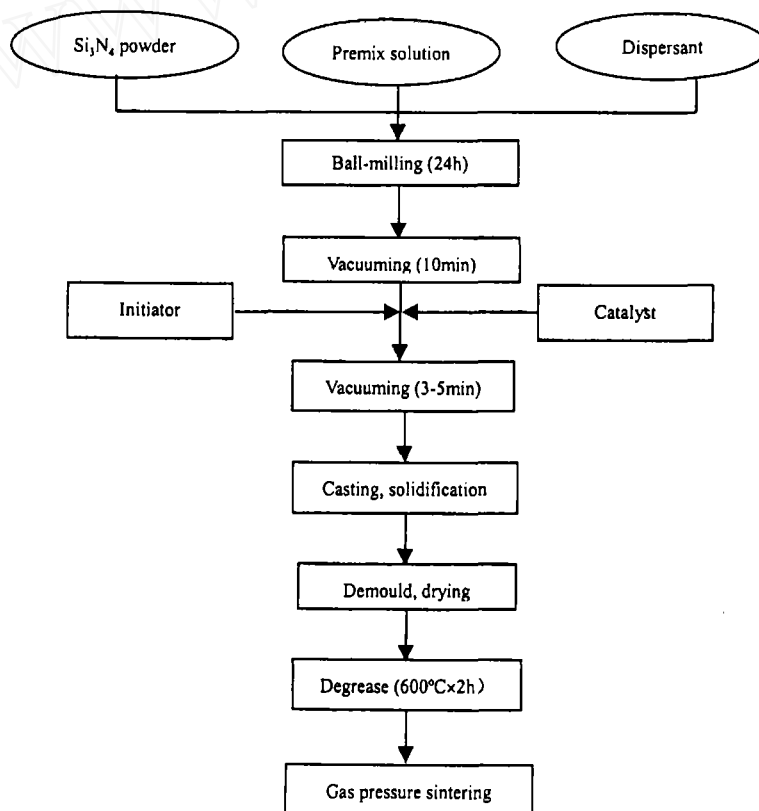 Si₃N₄ powder
Premix solution
Dispersant
Ball-milling (24h)
Vacuuming (10min)
Initiator
Catalyst
Vacuuming (3-5min)
Casting, solidification
Demould, drying
Degrease (600°C×2h)
Gas pressure sintering